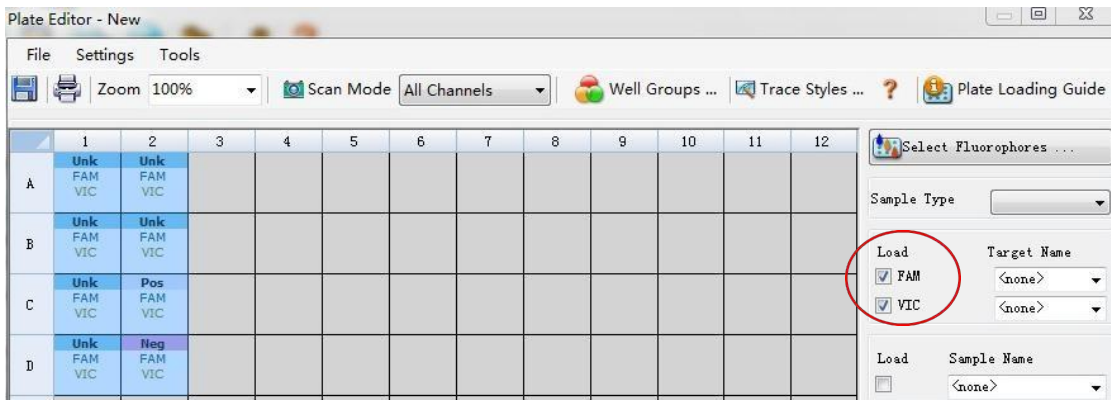 Plate Editor - New
File Settings Tools
Zoom 100% Scan Mode All Channels Well Groups ... Trace Styles ... ? Plate Loading Guide
1 2 3 4 5 6 7 8 9 10 11 12
Select Fluorophores ...
Unk Unk
A FAM FAM
VIC VIC
Sample Type
Unk Unk
B FAM FAM
VIC VIC
Load Target Name
FAM <none>
VIC <none>
Unk Pos
C FAM FAM
VIC VIC
Unk Neg
D FAM FAM
VIC VIC
Load Sample Name
<none>